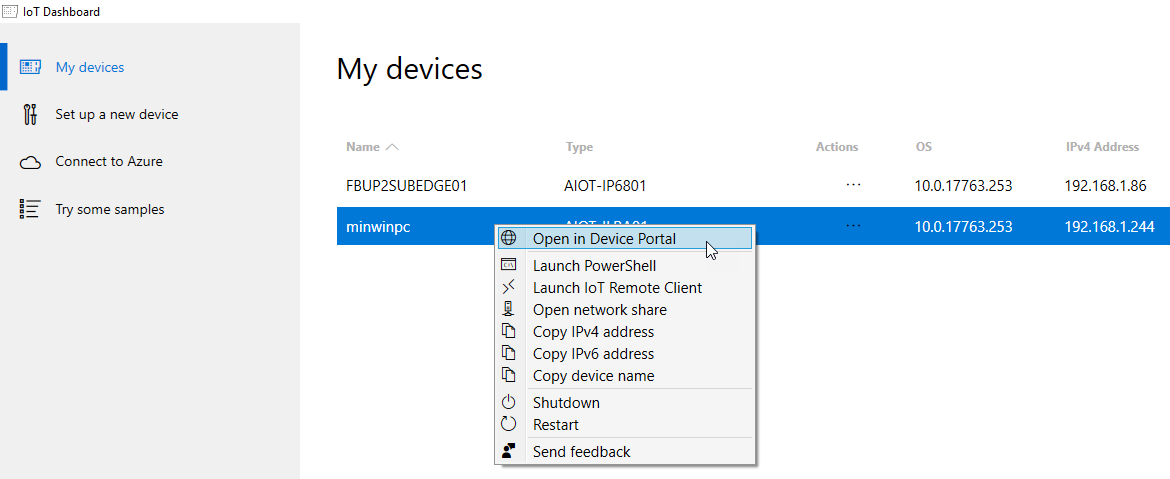 IoT Dashboard
My devices
Set up a new device
Connect to Azure
Try some samples
My devices
Name Type Actions OS IPv4 Address
FBUP2SUBEDGE01 AIOT-IP6801 ... 10.0.17763.253 192.168.1.86
minwinpc ... 10.0.17763.253 192.168.1.244
Open in Device Portal
Launch PowerShell
Launch IoT Remote Client
Open network share
Copy IPv4 address
Copy IPv6 address
Copy device name
Shutdown
Restart
Send feedback